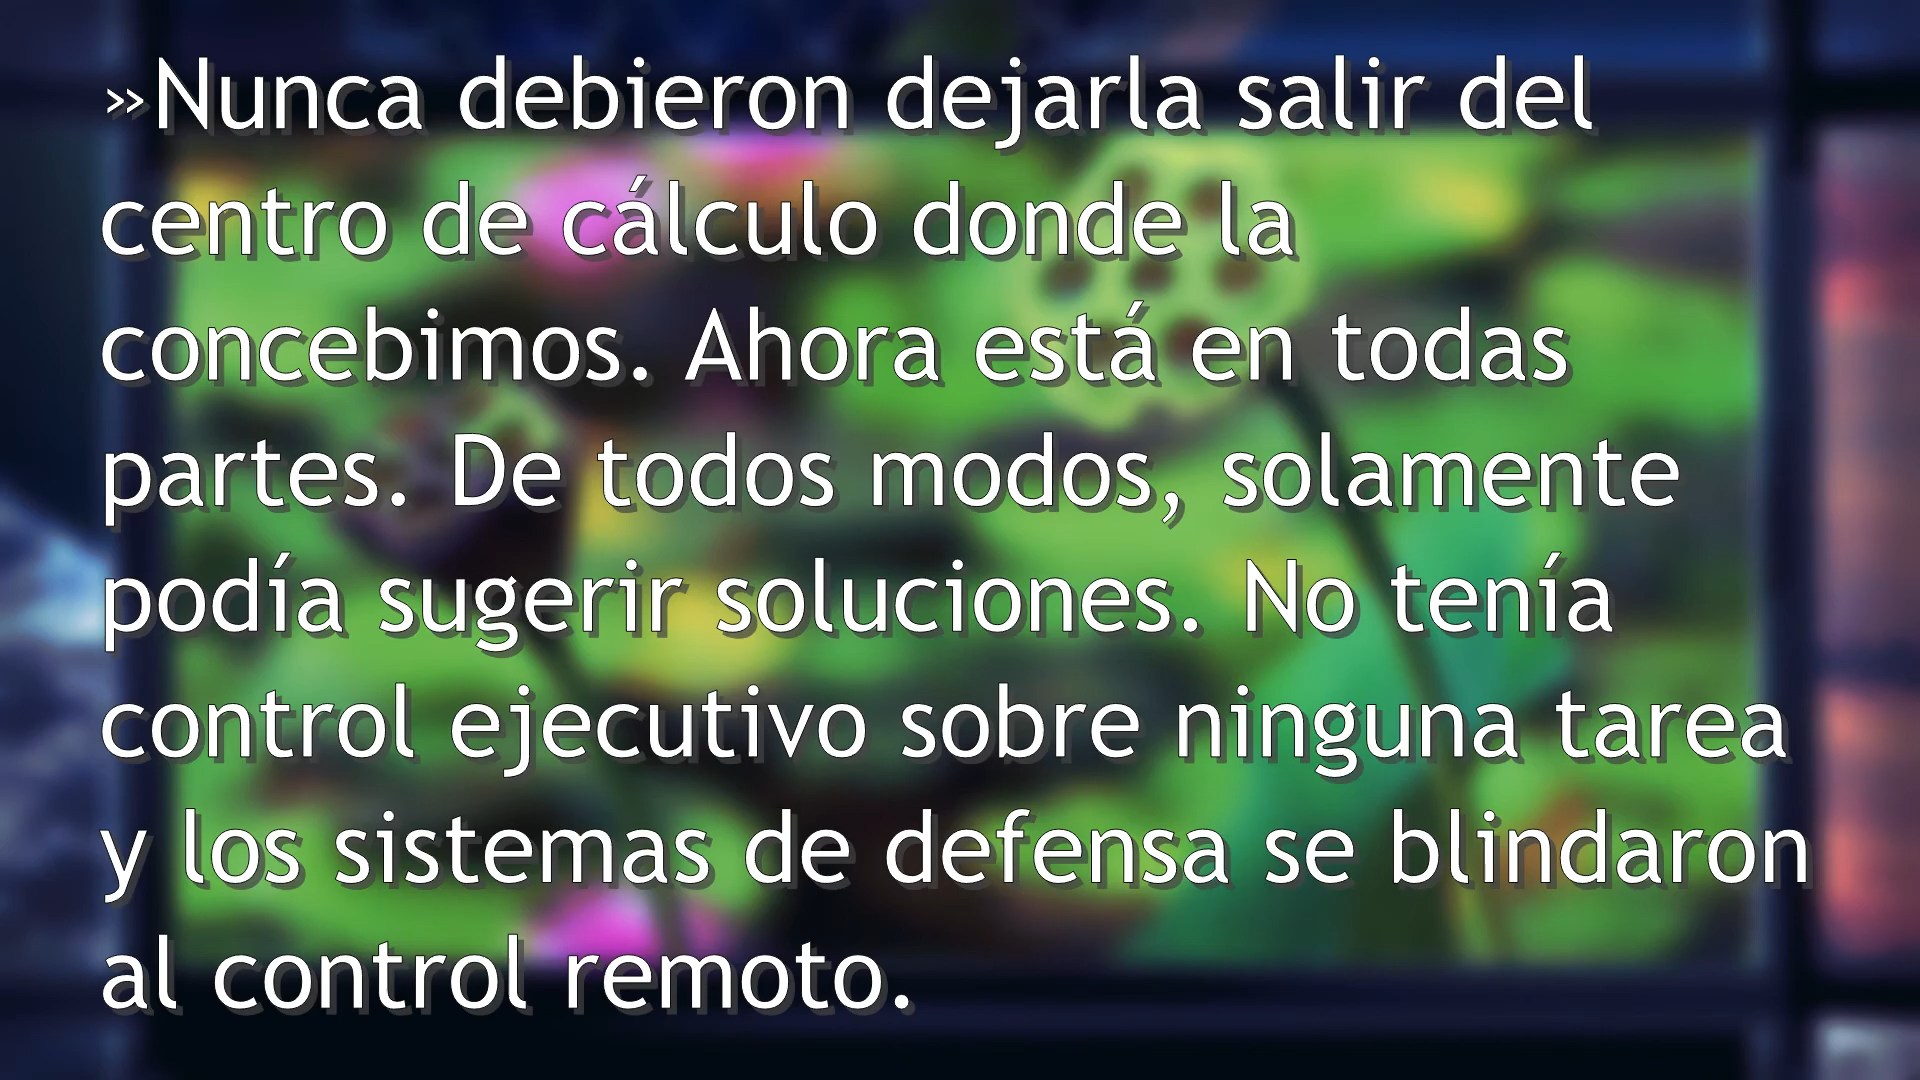 »Nunca debieron dejarla salir del
centro de cálculo donde la
concebimos. Ahora está en todas
partes. De todos modos, solamente
podía sugerir soluciones. No tenía
control ejecutivo sobre ninguna tarea
y los sistemas de defensa se blindaron
al control remoto.